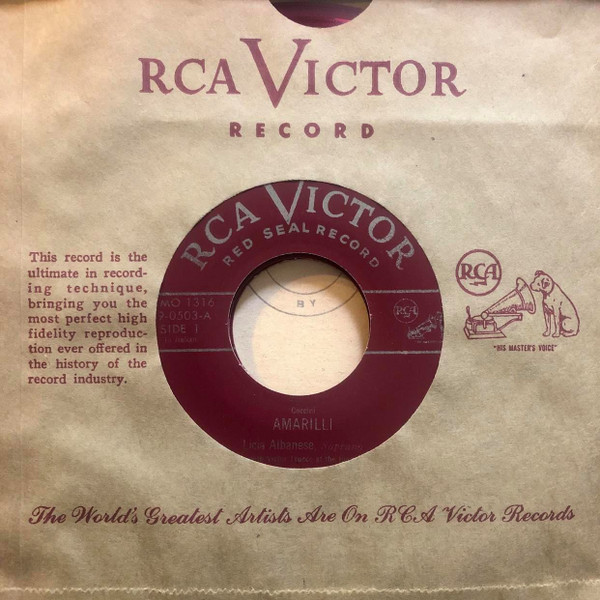 RCA VICTOR
RECORD
This record is the
ultimate in record-
ing technique,
bringing you the
most perfect high
fidelity reproduc-
tion ever offered in
the history of the
record industry.
RCA VICTOR
RED SEAL RECORD
MO 1316
9-0503-A
SIDE 1
BY
RCA
AMARILLI
Licia Albanese
RCA
"HIS MASTER'S VOICE"
The World's Greatest Artists Are On RCA Victor Records